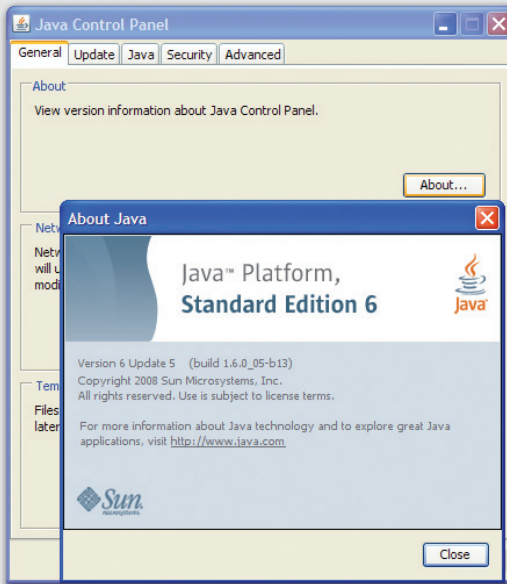 Java Control Panel
General Update Java Security Advanced
About
View version information about Java Control Panel.
About...
About Java
Netw
Netw
will u
modi
Java™ Platform,
Standard Edition 6
Java™
Version 6 Update 5 (build 1.6.0_05-b13)
Copyright 2008 Sun Microsystems, Inc.
All rights reserved. Use is subject to license terms.
For more information about Java technology and to explore great Java
applications, visit http://www.java.com
Tem
Files
later
Sun
microsystems
Close